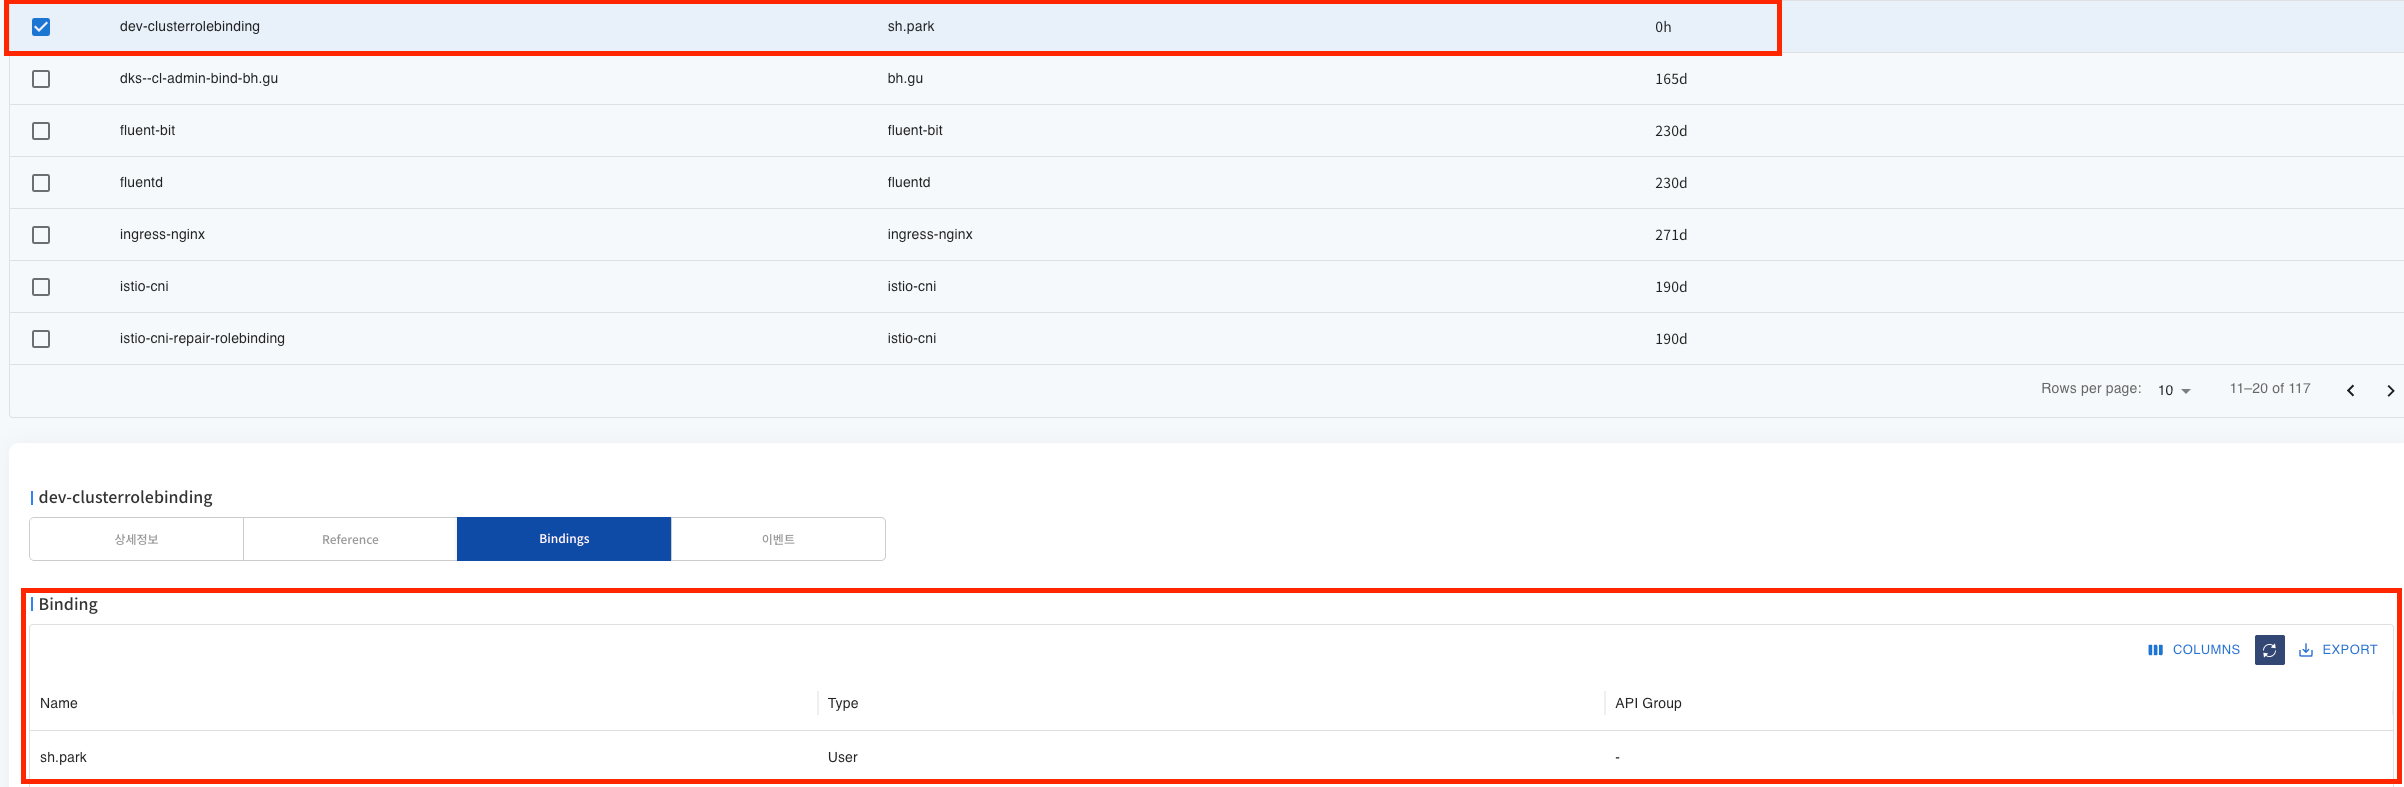 dev-clusterrolebinding sh.park 0h
dks--cl-admin-bind-bh.gu bh.gu 165d
fluent-bit fluent-bit 230d
fluentd fluentd 230d
ingress-nginx ingress-nginx 271d
istio-cni istio-cni 190d
istio-cni-repair-rolebinding istio-cni 190d
Rows per page: 10 11–20 of 117
dev-clusterrolebinding
상세정보 Reference Bindings 이벤트
Binding
COLUMNS EXPORT
Name Type API Group
sh.park User -